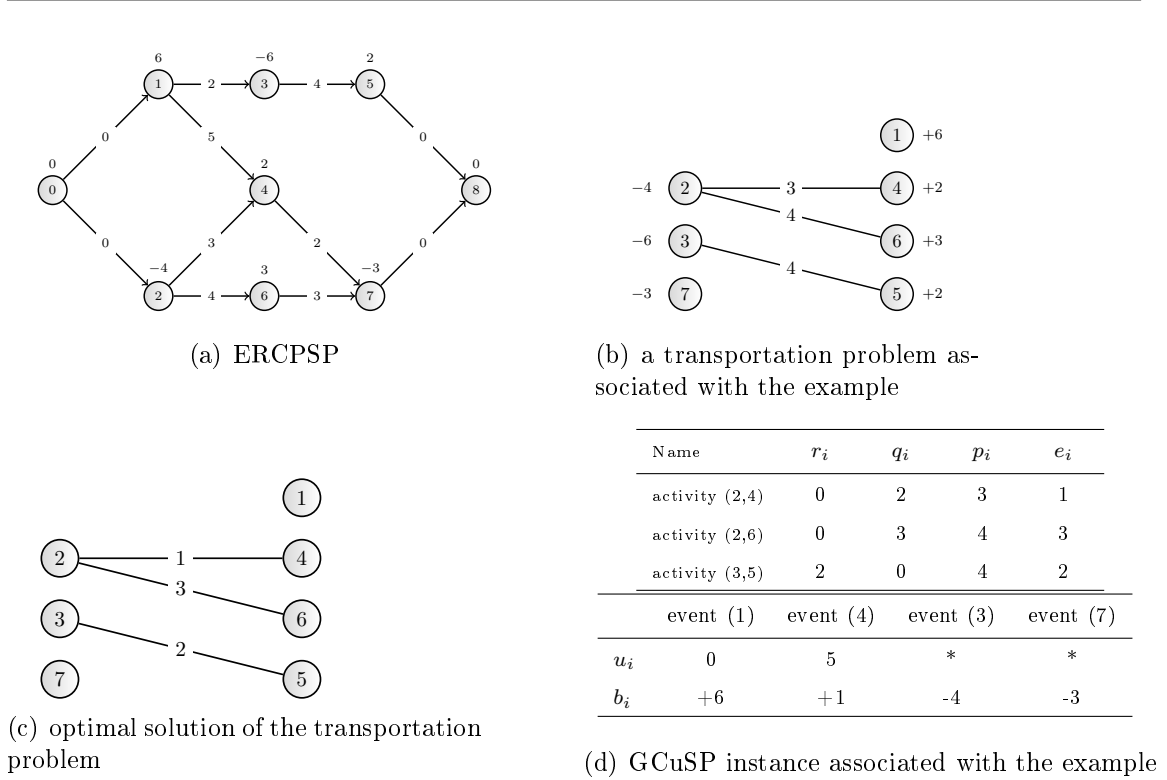 6 −6 2
1 2 3 4 5
0 5 0
0 2 0
0 4 8
0 3 2 0
−4 3 −3
2 4 6 3 7
(a) ERCPSP
1 +6
−4 2 3 4 +2
4
−6 3 6 +3
4
−3 7 5 +2
(b) a transportation problem as-
sociated with the example
1
2 1 4
3
3 6
2
7 5
(c) optimal solution of the transportation
problem
Name r_i q_i p_i e_i
activity (2,4) 0 2 3 1
activity (2,6) 0 3 4 3
activity (3,5) 2 0 4 2
event (1) event (4) event (3) event (7)
u_i 0 5 * *
b_i +6 +1 -4 -3
(d) GCuSP instance associated with the example